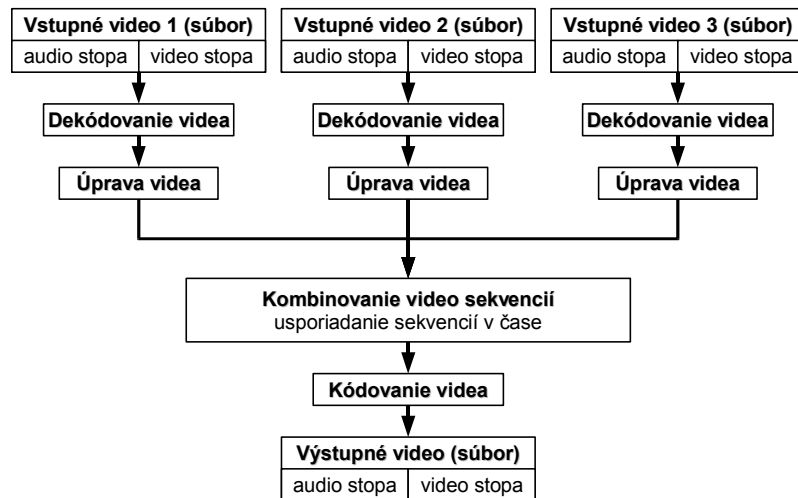 Vstupné video 1 (súbor)
audio stopa video stopa
Vstupné video 2 (súbor)
audio stopa video stopa
Vstupné video 3 (súbor)
audio stopa video stopa
Dekódovanie videa
Dekódovanie videa
Dekódovanie videa
Úprava videa
Úprava videa
Úprava videa
Kombinovanie video sekvencií
usporiadanie sekvencií v čase
Kódovanie videa
Výstupné video (súbor)
audio stopa video stopa